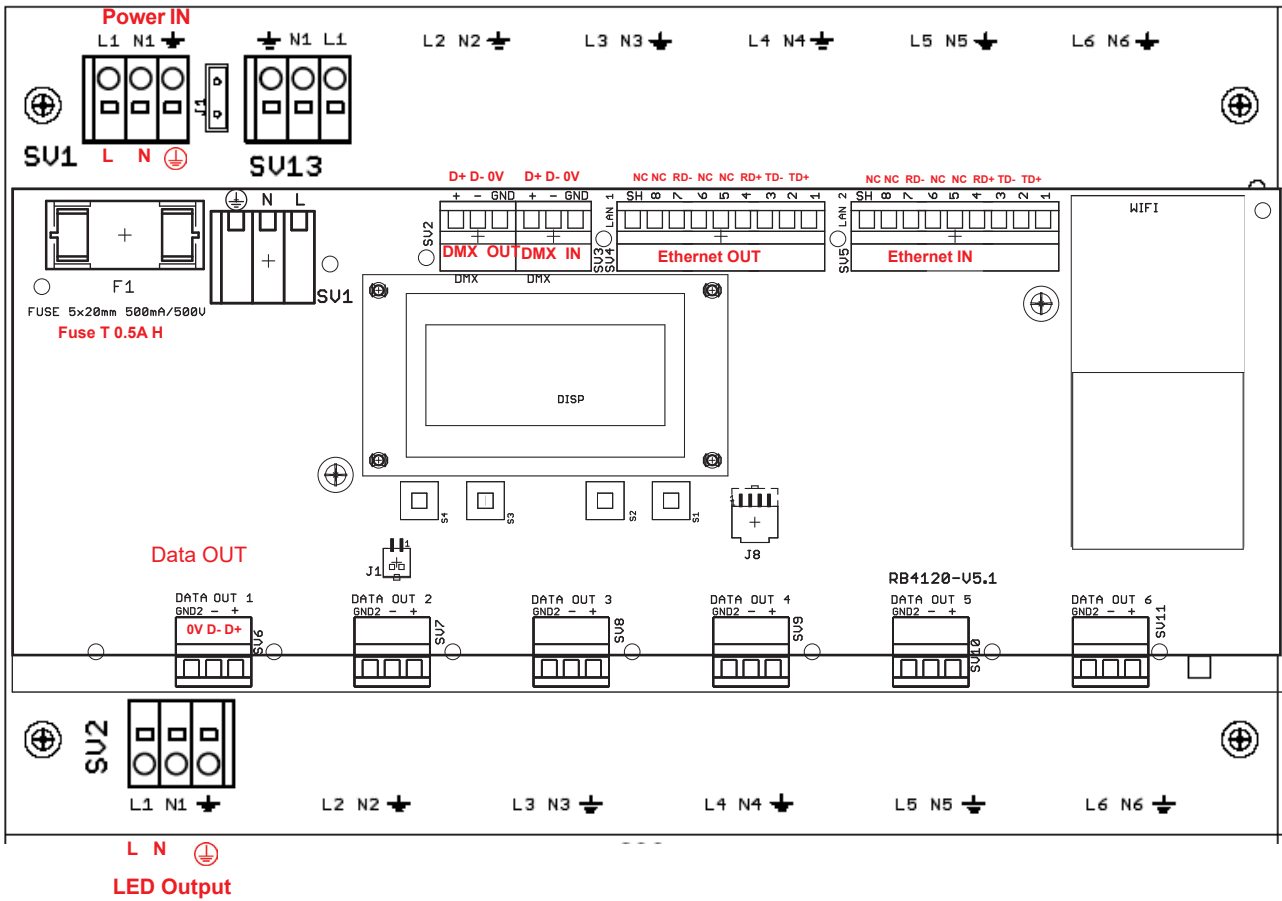 Power IN
L1 N1
N1 L1
L2 N2
L3 N3
L4 N4
L5 N5
L6 N6
J1
SV1
L N
SV13
D+ D- 0V
D+ D- 0V
NC NC RD- NC NC RD+ TD- TD+
NC NC RD- NC NC RD+ TD- TD+
N L
+ - GND
+ - GND
LAN 1
SH 8 7 6 5 4 3 2 1
LAN 2
SH 8 7 6 5 4 3 2 1
WIFI
SV2
DMX OUT
DMX IN
SV3
SV4
Ethernet OUT
SV5
Ethernet IN
DMX
DMX
F1
SV1
FUSE 5x20mm 500mA/500V
Fuse T 0.5A H
DISP
S4
S3
S2
S1
1
J8
Data OUT
1
J1
RB4120-V5.1
DATA OUT 1
GND2 - +
DATA OUT 2
GND2 - +
DATA OUT 3
GND2 - +
DATA OUT 4
GND2 - +
DATA OUT 5
GND2 - +
DATA OUT 6
GND2 - +
0V D- D+
SV6
SV7
SV8
SV9
SV10
SV11
SV2
L1 N1
L2 N2
L3 N3
L4 N4
L5 N5
L6 N6
L N
LED Output